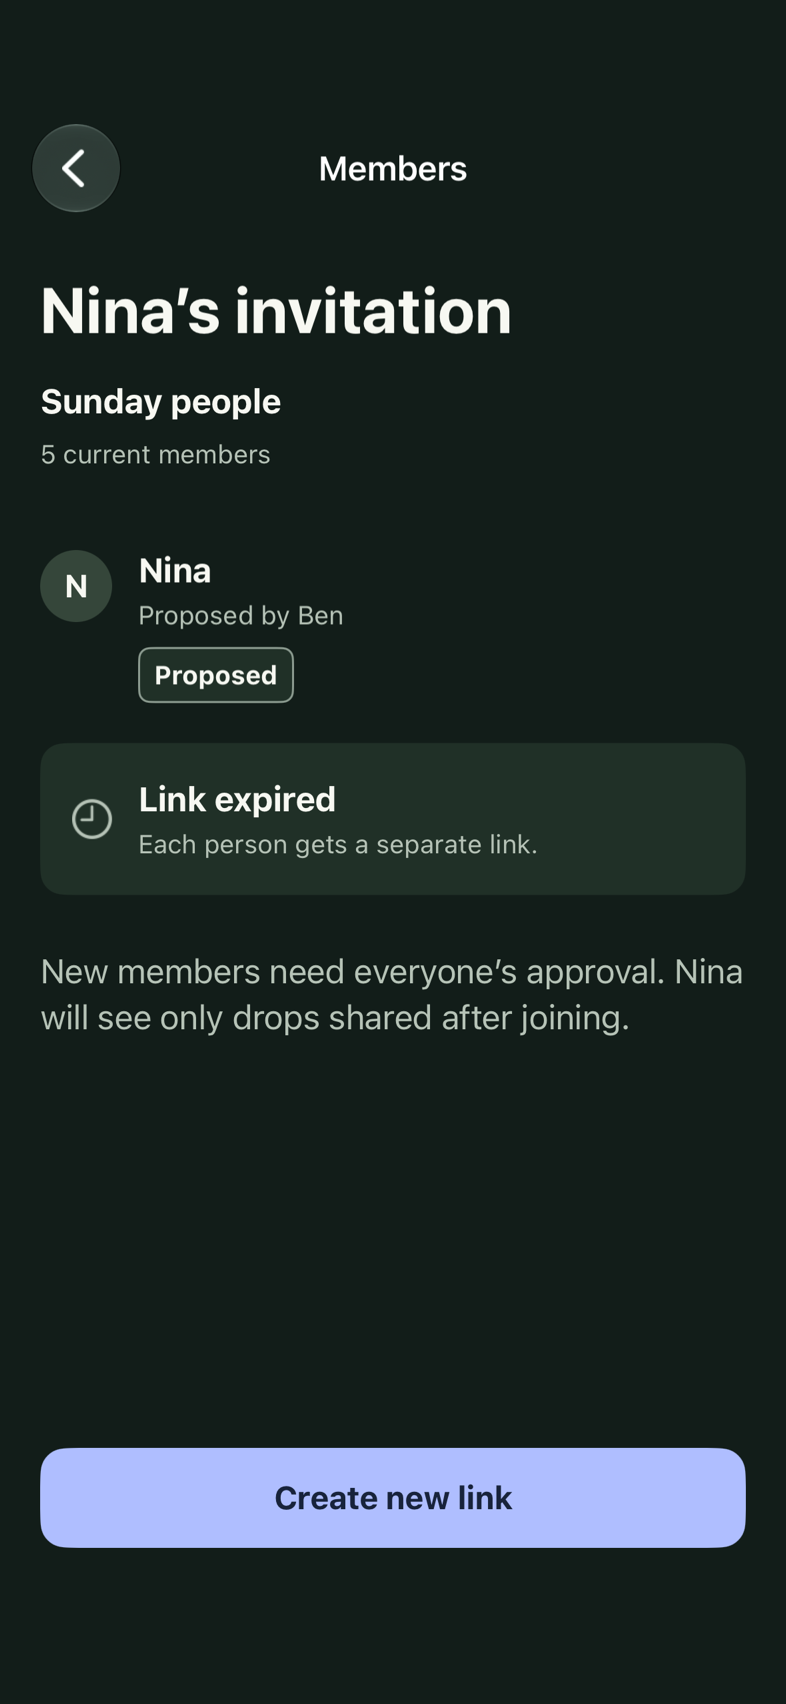 Members
Nina’s invitation
Sunday people
5 current members
N
Nina
Proposed by Ben
Proposed
Link expired
Each person gets a separate link.
New members need everyone’s approval. Nina
will see only drops shared after joining.
Create new link